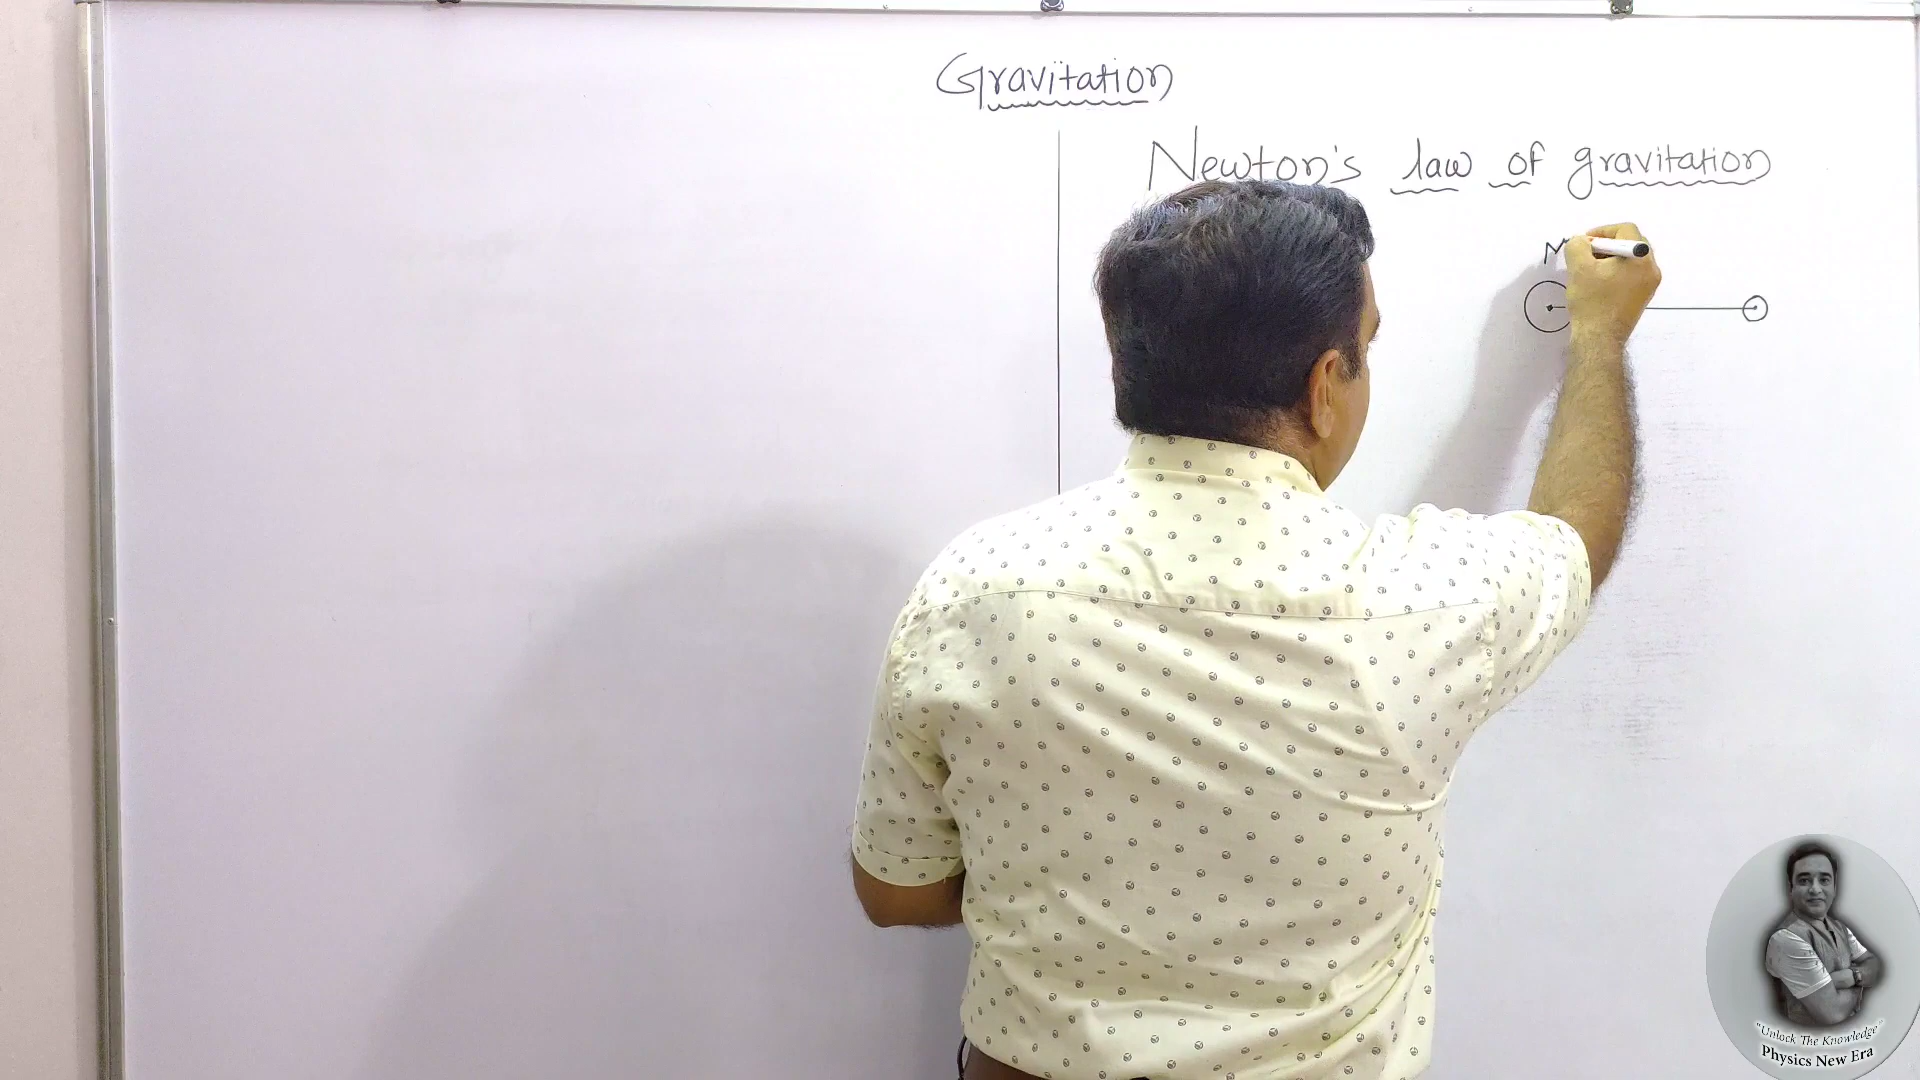 Gravitation
Newton's law of gravitation
M
"Unlock The Knowledge"
Physics New Era